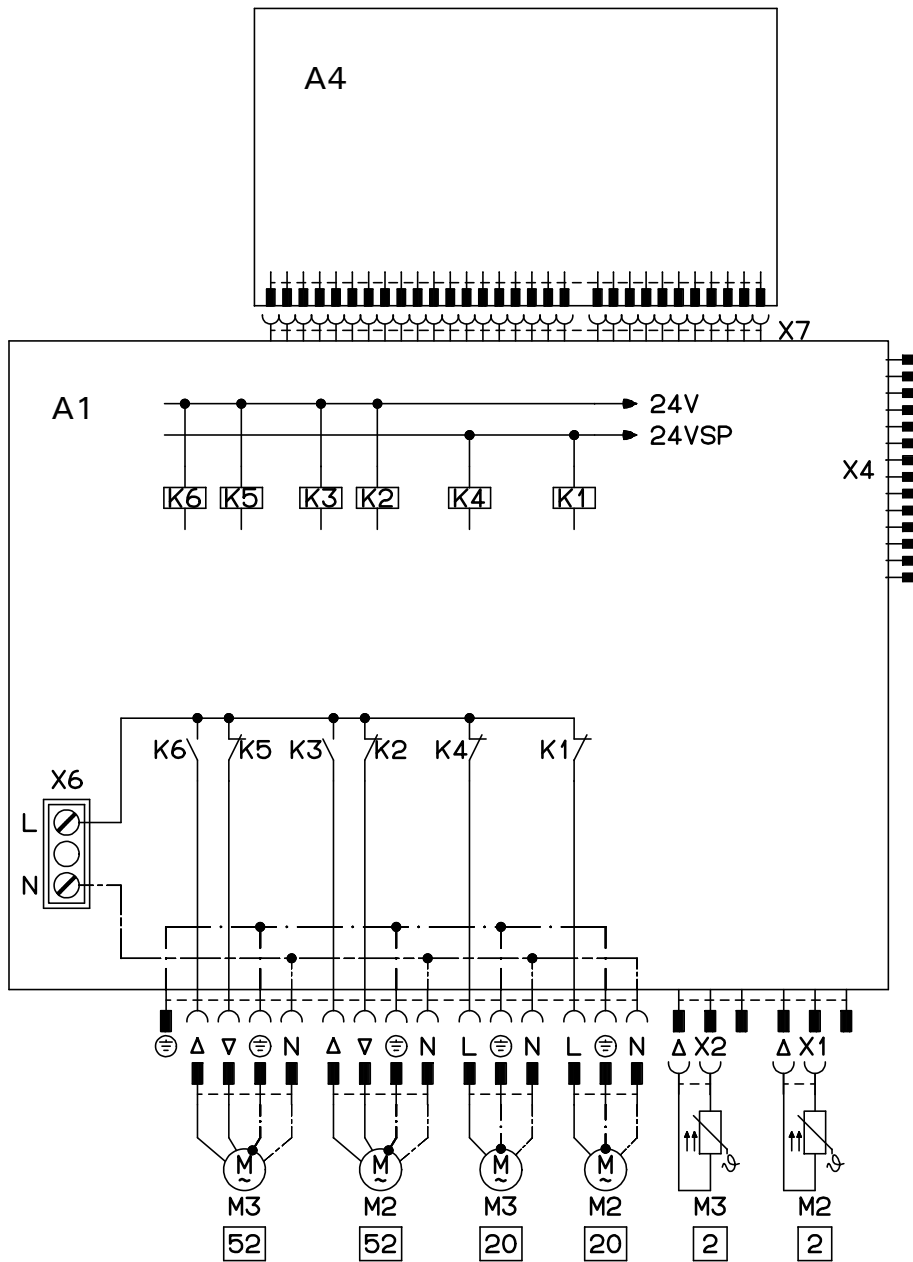 A4
X7
A1
24V
24VSP
X4
K6 K5 K3 K2 K4 K1
K6 K5 K3 K2 K4 K1
X6
L
N
Δ ∇ N Δ ∇ N L N L N Δ X2 Δ X1
M ~ M ~ M ~ M ~ ϑ ϑ
M3 M2 M3 M2 M3 M2
52 52 20 20 2 2